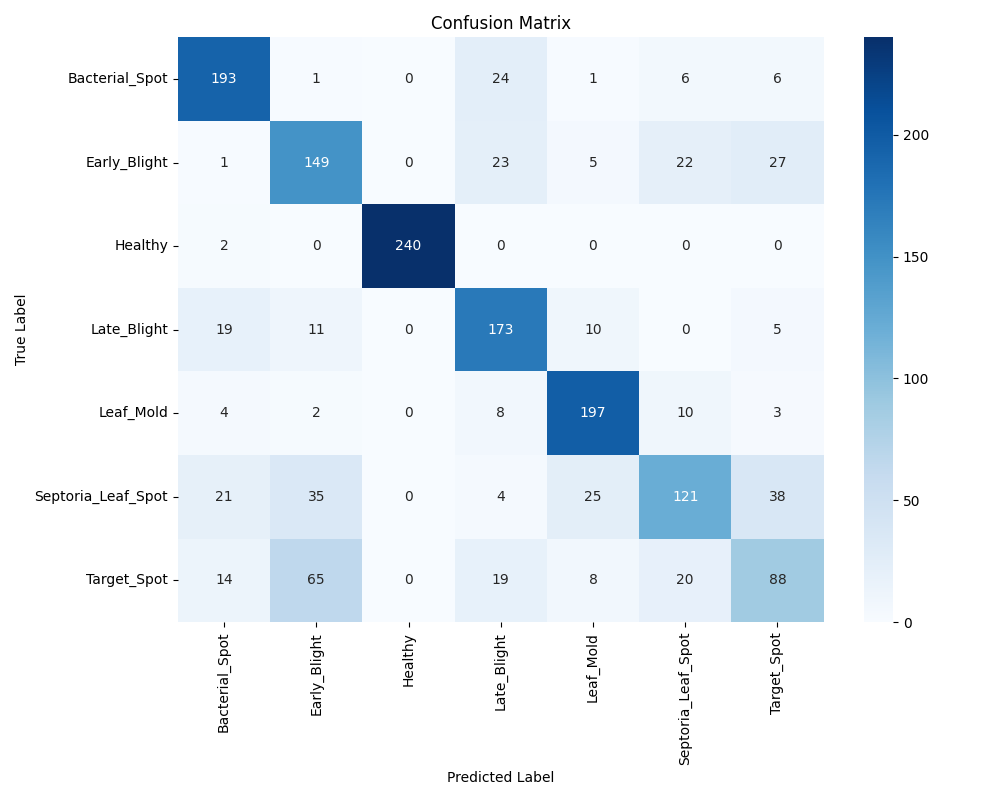 Confusion Matrix
True Label
Bacterial_Spot 193 1 0 24 1 6 6
Early_Blight 1 149 0 23 5 22 27
Healthy 2 0 240 0 0 0 0
Late_Blight 19 11 0 173 10 0 5
Leaf_Mold 4 2 0 8 197 10 3
Septoria_Leaf_Spot 21 35 0 4 25 121 38
Target_Spot 14 65 0 19 8 20 88
Bacterial_Spot
Early_Blight
Healthy
Late_Blight
Leaf_Mold
Septoria_Leaf_Spot
Target_Spot
Predicted Label
200
150
100
50
0